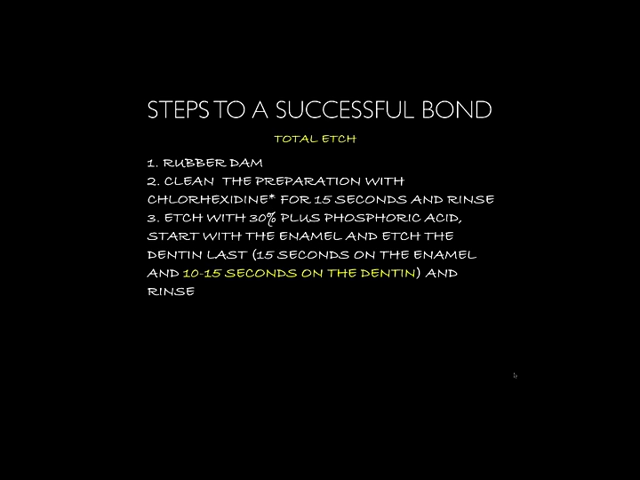 STEPS TO A SUCCESSFUL BOND
TOTAL ETCH
1. RUBBER DAM
2. CLEAN THE PREPARATION WITH
CHLORHEXIDINE* FOR 15 SECONDS AND RINSE
3. ETCH WITH 30% PLUS PHOSPHORIC ACID,
START WITH THE ENAMEL AND ETCH THE
DENTIN LAST (15 SECONDS ON THE ENAMEL
AND 10-15 SECONDS ON THE DENTIN) AND
RINSE